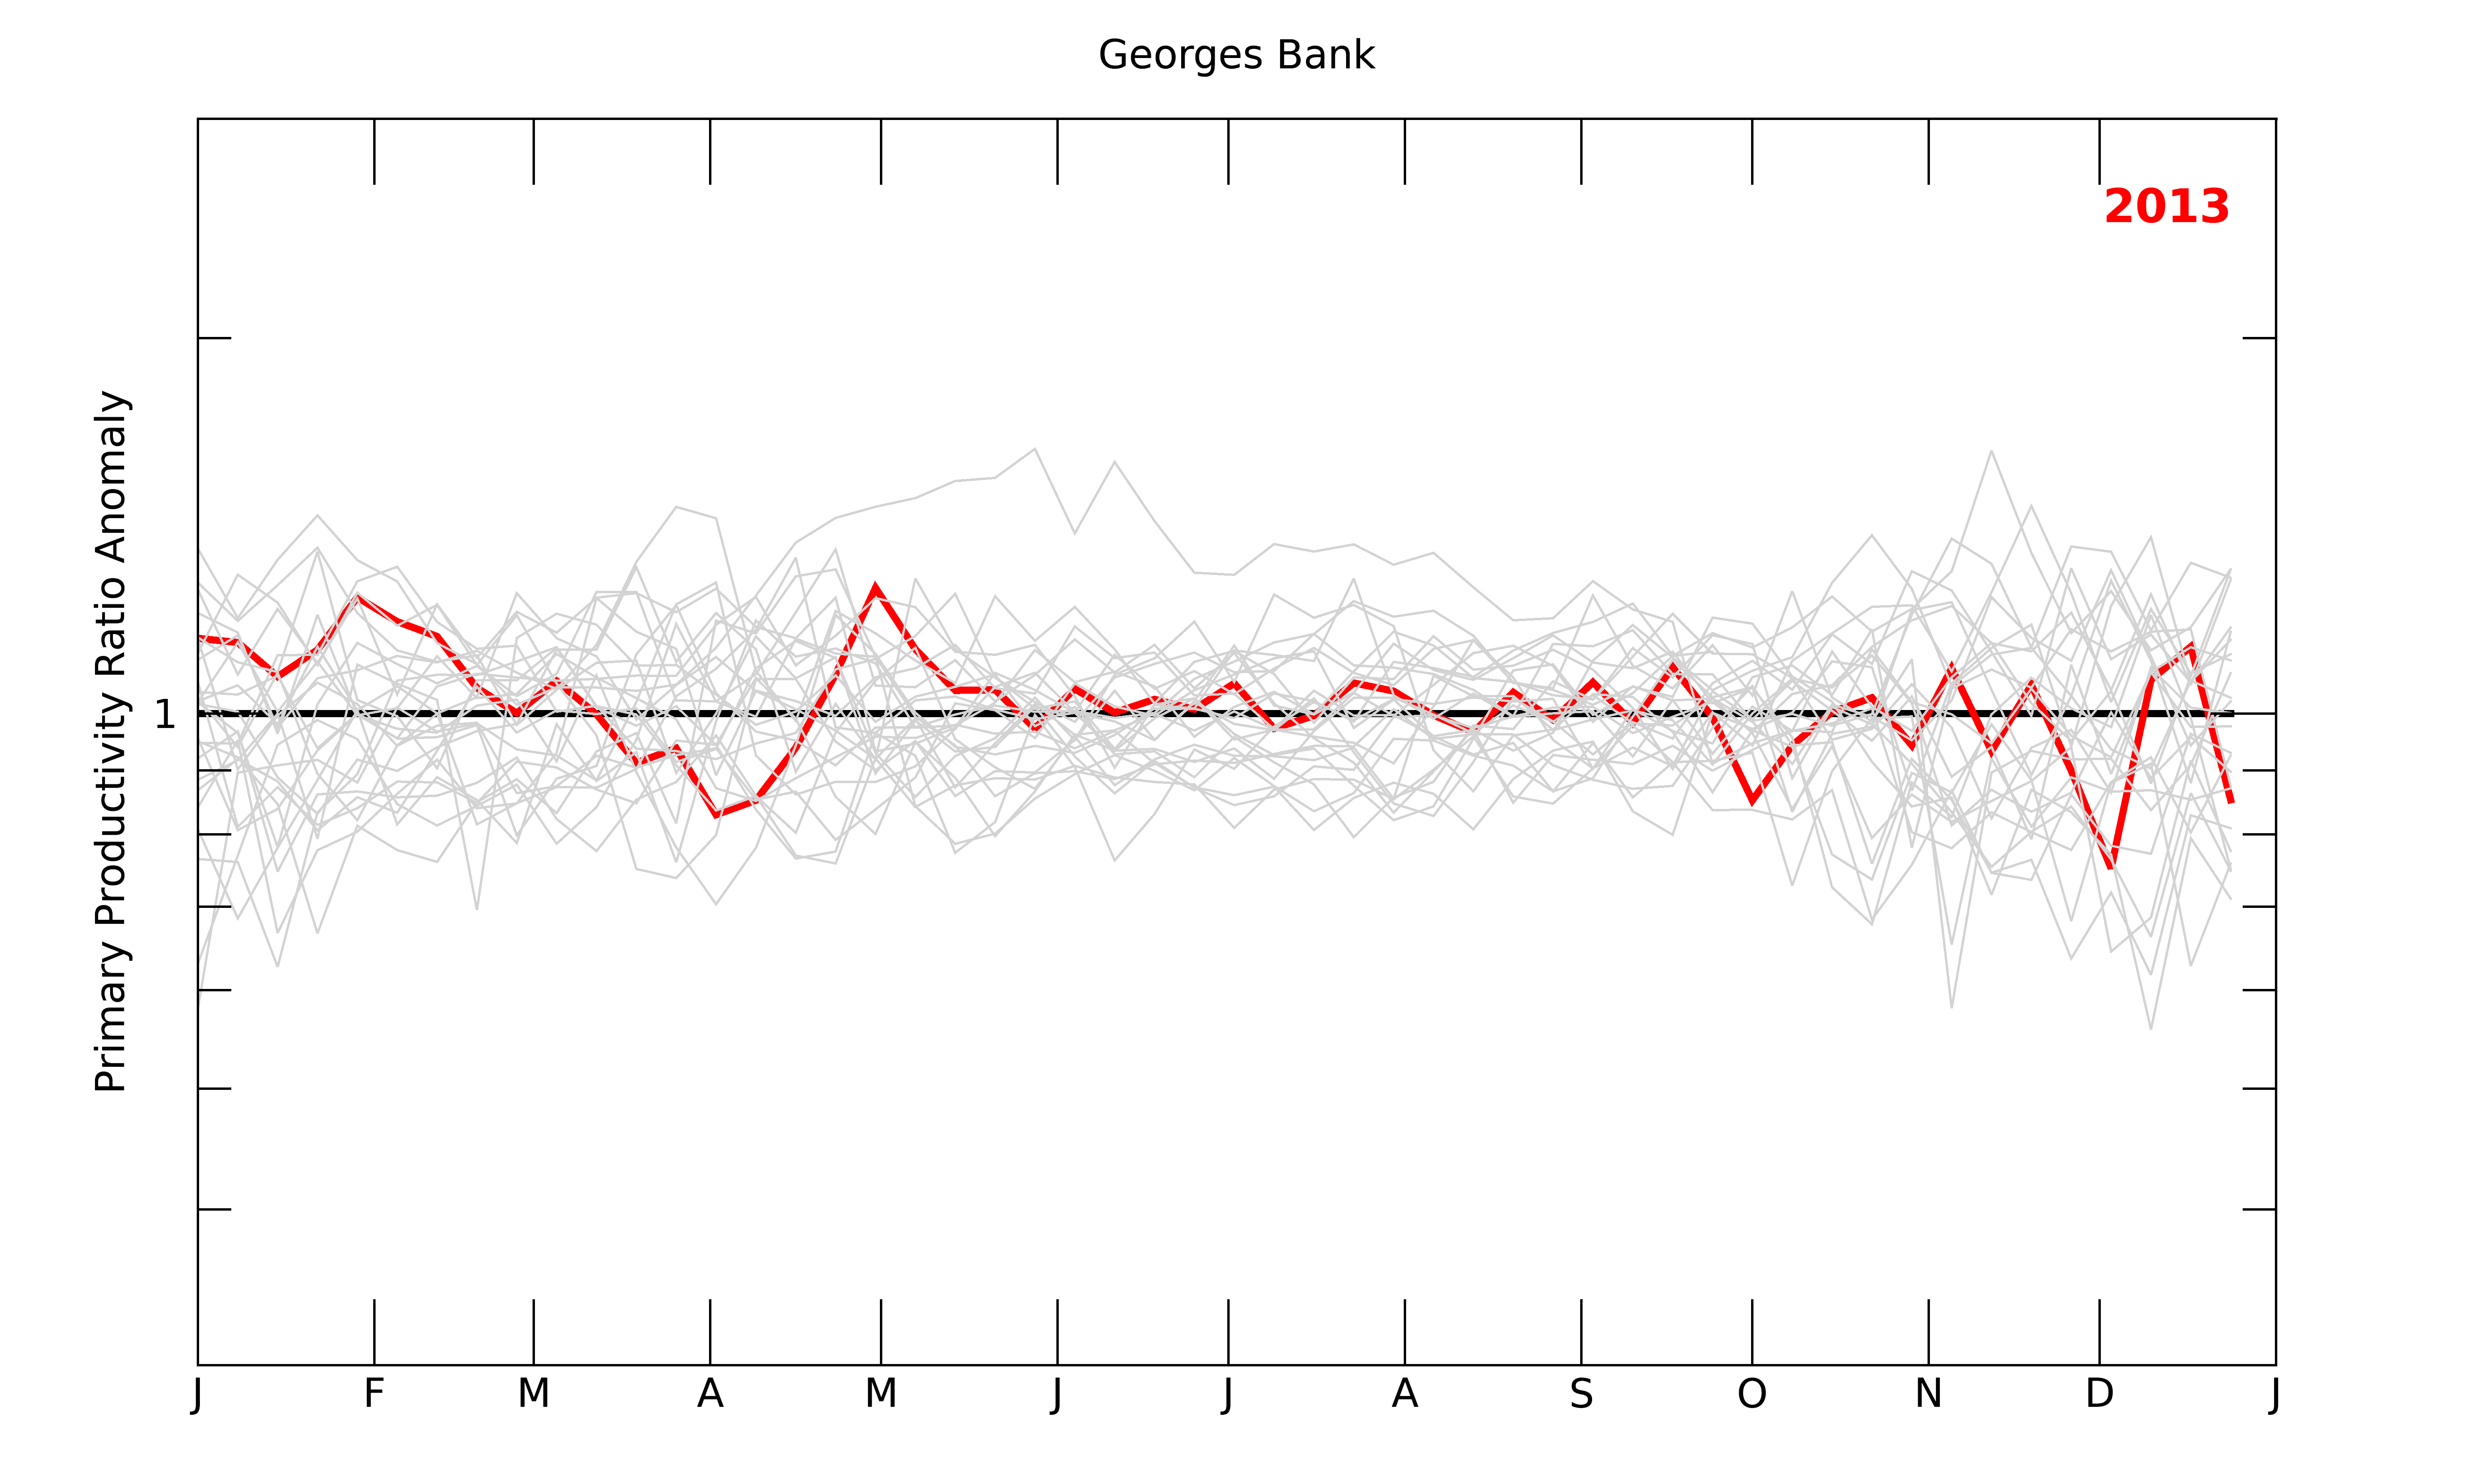 Georges Bank
2013
Primary Productivity Ratio Anomaly
1
J F M A M J J A S O N D J